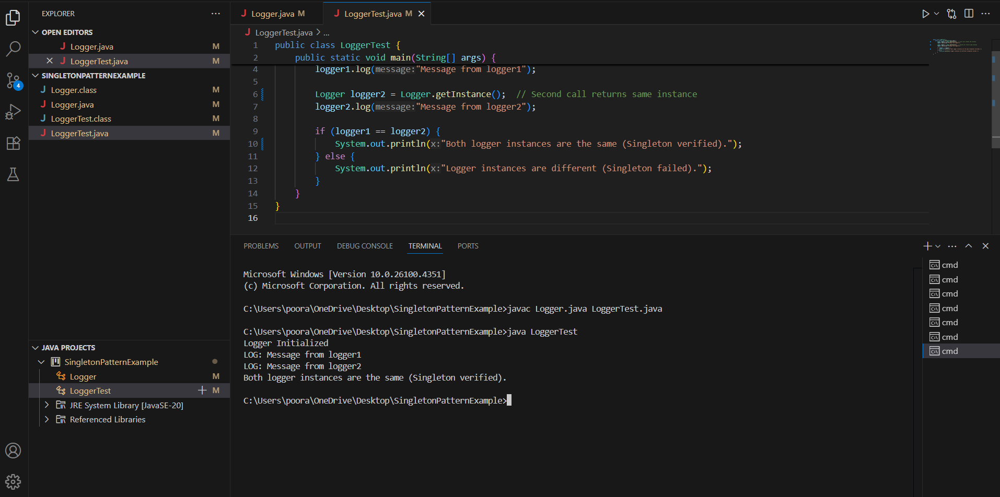 EXPLORER
OPEN EDITORS
Logger.java M
LoggerTest.java M
SINGLETONPATTERNEXAMPLE
Logger.class M
Logger.java M
LoggerTest.class M
LoggerTest.java M
4
JAVA PROJECTS
SingletonPatternExample
Logger M
LoggerTest M
JRE System Library [JavaSE-20]
Referenced Libraries
Logger.java M
LoggerTest.java M
LoggerTest.java > ...
1 public class LoggerTest {
2 public static void main(String[] args) {
4 logger1.log(message:"Message from logger1");
5
6 Logger logger2 = Logger.getInstance(); // Second call returns same instance
7 logger2.log(message:"Message from logger2");
8
9 if (logger1 == logger2) {
10 System.out.println(x:"Both logger instances are the same (Singleton verified).");
11 } else {
12 System.out.println(x:"Logger instances are different (Singleton failed).");
13 }
14 }
15 }
16
PROBLEMS OUTPUT DEBUG CONSOLE TERMINAL PORTS
Microsoft Windows [Version 10.0.26100.4351]
(c) Microsoft Corporation. All rights reserved.
C:\Users\poora\OneDrive\Desktop\SingletonPatternExample>javac Logger.java LoggerTest.java
C:\Users\poora\OneDrive\Desktop\SingletonPatternExample>java LoggerTest
Logger Initialized
LOG: Message from logger1
LOG: Message from logger2
Both logger instances are the same (Singleton verified).
C:\Users\poora\OneDrive\Desktop\SingletonPatternExample>
cmd
cmd
cmd
cmd
cmd
cmd
cmd